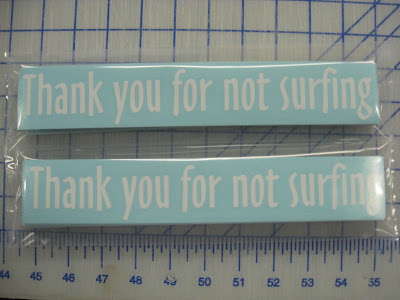 Thank you for not surfing
Thank you for not surfing
44 45 46 47 48 49 50 51 52 53 54 55